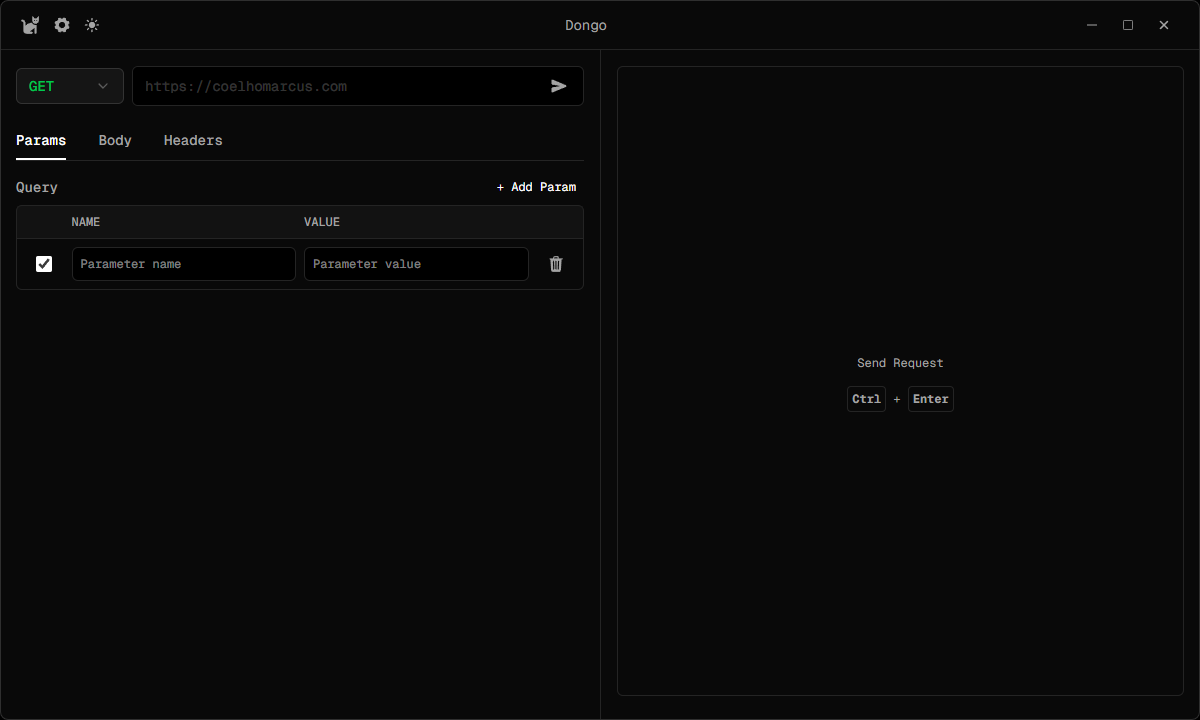 Dongo
GET
https://coelhomarcus.com
Params Body Headers
Query
+ Add Param
NAME VALUE
Parameter name Parameter value
Send Request
Ctrl + Enter